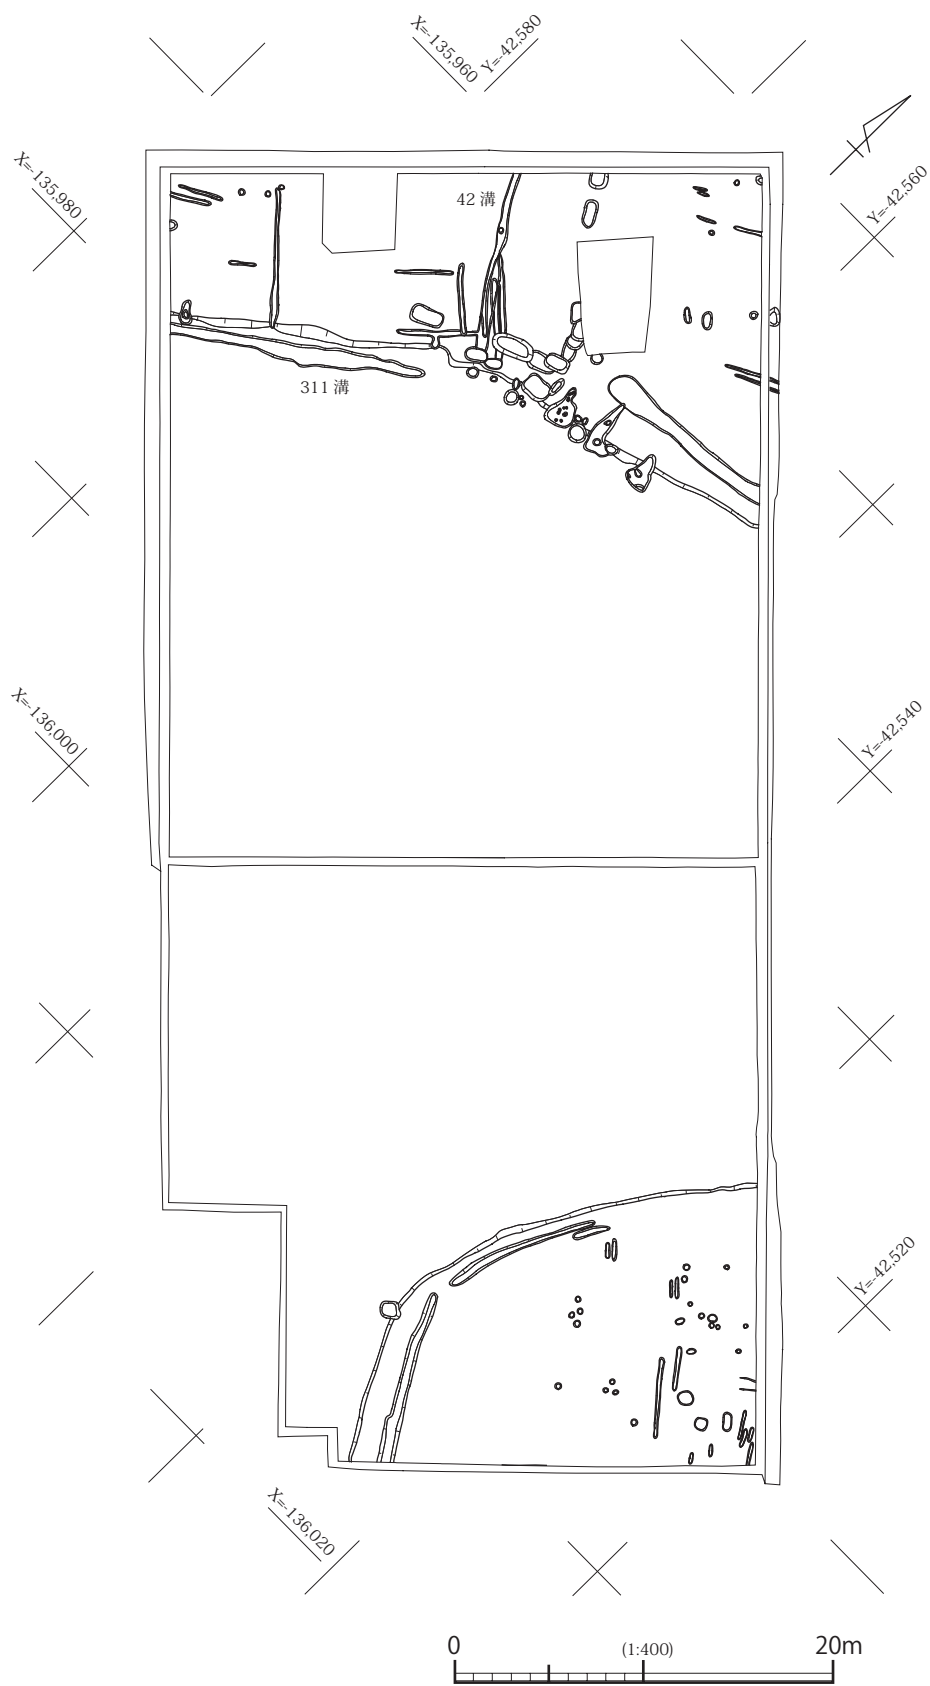 X=-135,960
Y=-42,580
X=-135,980
Y=-42,560
42 溝
311 溝
X=-136,000
Y=-42,540
Y=-42,520
X=-136,020
0
(1:400)
20m